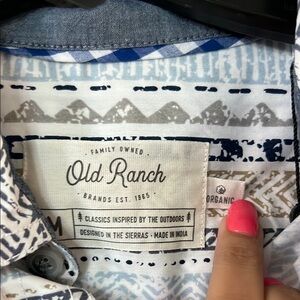 · FAMILY OWNED ·
Old Ranch
BRANDS EST. 1865
M
CLASSICS INSPIRED BY THE OUTDOORS
DESIGNED IN THE SIERRAS · MADE IN INDIA
ORGANIC